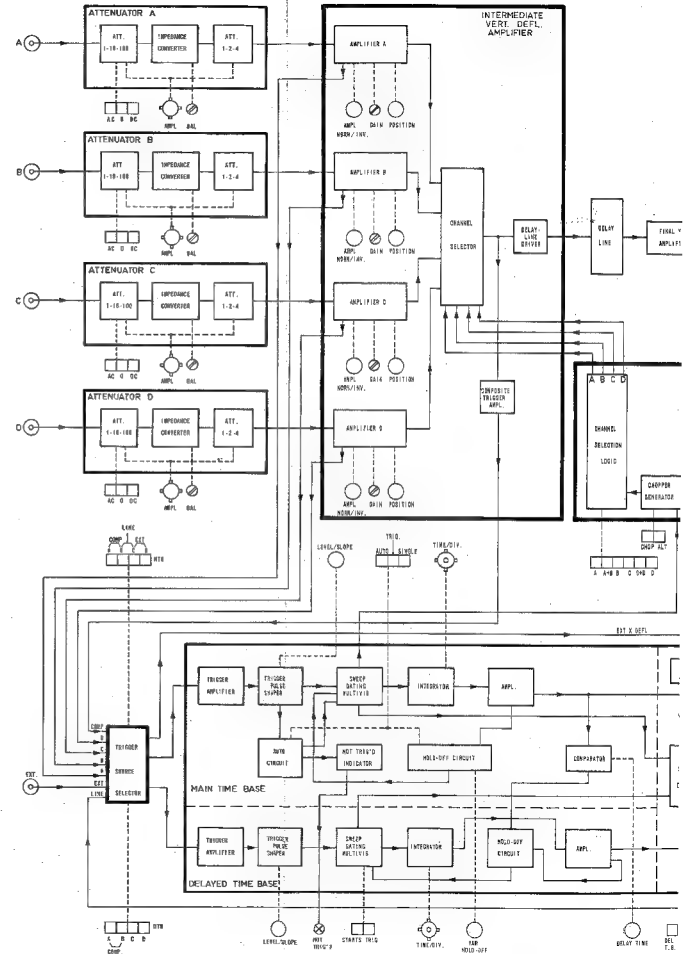 ATTENUATOR A
A
ATT.
1-10-100
IMPEDANCE
CONVERTER
ATT.
1-2-4
AC 0 DC
AMPL BAL
ATTENUATOR B
B
ATT.
1-10-100
IMPEDANCE
CONVERTER
ATT.
1-2-4
AC 0 DC
AMPL BAL
ATTENUATOR C
C
ATT.
1-10-100
IMPEDANCE
CONVERTER
ATT.
1-2-4
AC 0 DC
AMPL BAL
ATTENUATOR D
D
ATT.
1-10-100
IMPEDANCE
CONVERTER
ATT.
1-2-4
AC 0 DC
AMPL BAL
INTERMEDIATE
VERT. DEFL.
AMPLIFIER
AMPLIFIER A
AMPL GAIN POSITION
NORM/INV.
AMPLIFIER B
AMPL GAIN POSITION
NORM/INV.
AMPLIFIER C
AMPL GAIN POSITION
NORM/INV.
AMPLIFIER D
AMPL GAIN POSITION
NORM/INV.
CHANNEL
SELECTOR
DELAY-
LINE
DRIVER
DELAY
LINE
FINAL V
AMPLIFI
COMPOSITE
TRIGGER
AMPL.
A B C D
CHANNEL
SELECTION
LOGIC
CHOPPER
GENERATOR
CHOP ALT
A A+B B C C+D D
LINE
COMP EXT
MTB
LEVEL/SLOPE
TRIG.
AUTO SINGLE
TIME/DIV.
EXT X DEFL
TRIGGER
AMPLIFIER
TRIGGER
PULSE
SHAPER
SWEEP
GATING
MULTIVIB
INTEGRATOR
AMPL.
AUTO
CIRCUIT
NOT TRIG'D
INDICATOR
HOLD-OFF CIRCUIT
COMPARATOR
MAIN TIME BASE
COMP
D
C
B
A
EXT
LINE
EXT.
TRIGGER
SOURCE
SELECTOR
TRIGGER
AMPLIFIER
TRIGGER
PULSE
SHAPER
SWEEP
GATING
MULTIVIB
INTEGRATOR
HOLD-OFF
CIRCUIT
AMPL.
DELAYED TIME BASE
DTB
A B C D
COMP.
LEVEL/SLOPE
NOT
TRIG'D
STARTS TRIG
TIME/DIV.
VAR
HOLD-OFF
DELAY TIME
DEL
T.B.